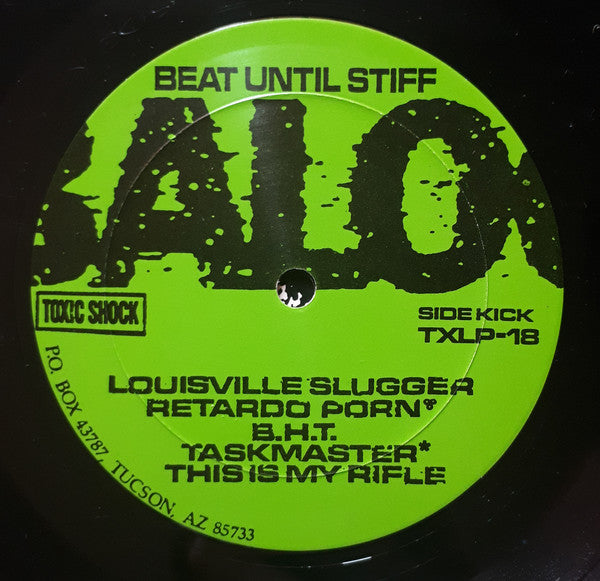 BEAT UNTIL STIFF
KALO
TOXIC SHOCK
SIDE KICK
TXLP-18
P.O. BOX 43787, TUCSON, AZ 85733
LOUISVILLE SLUGGER
RETARDO PORN*
B.H.T.
TASKMASTER*
THIS IS MY RIFLE